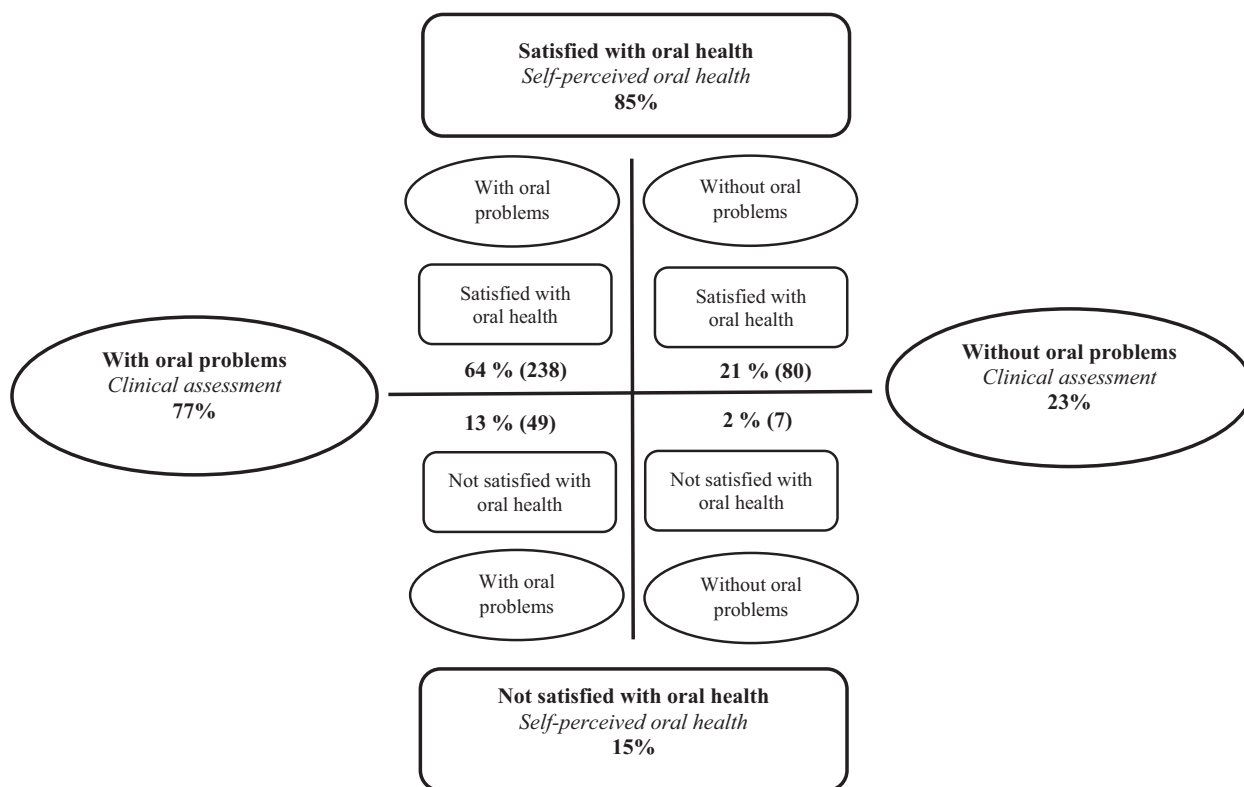 Satisfied with oral health
Self-perceived oral health
85%
With oral
problems
Without oral
problems
Satisfied with
oral health
Satisfied with
oral health
With oral problems
Clinical assessment
77%
64 % (238)
21 % (80)
Without oral problems
Clinical assessment
23%
13 % (49)
2 % (7)
Not satisfied with
oral health
Not satisfied with
oral health
With oral
problems
Without oral
problems
Not satisfied with oral health
Self-perceived oral health
15%